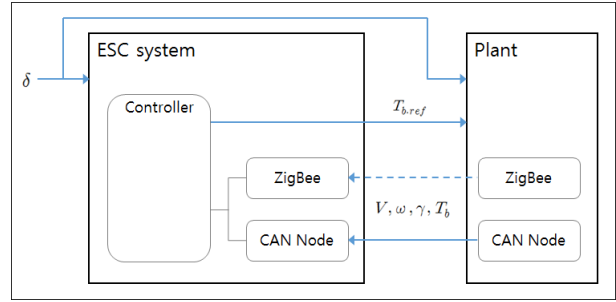 ESC system
Plant
δ
Controller
T_{b.ref}
ZigBee
ZigBee
V, ω, γ, T_b
CAN Node
CAN Node